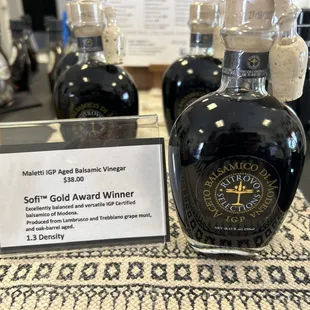 Maletti IGP Aged Balsamic Vinegar
$38.00
Sofi™ Gold Award Winner
Excellently balanced and versatile IGP Certified
balsamico of Modena.
Produced from Lambrusco and Trebbiano grape must,
and oak-barrel aged.
1.3 Density
ACETO BALSAMICO DI MODENA
RITROVO
SELECTIONS
IGP